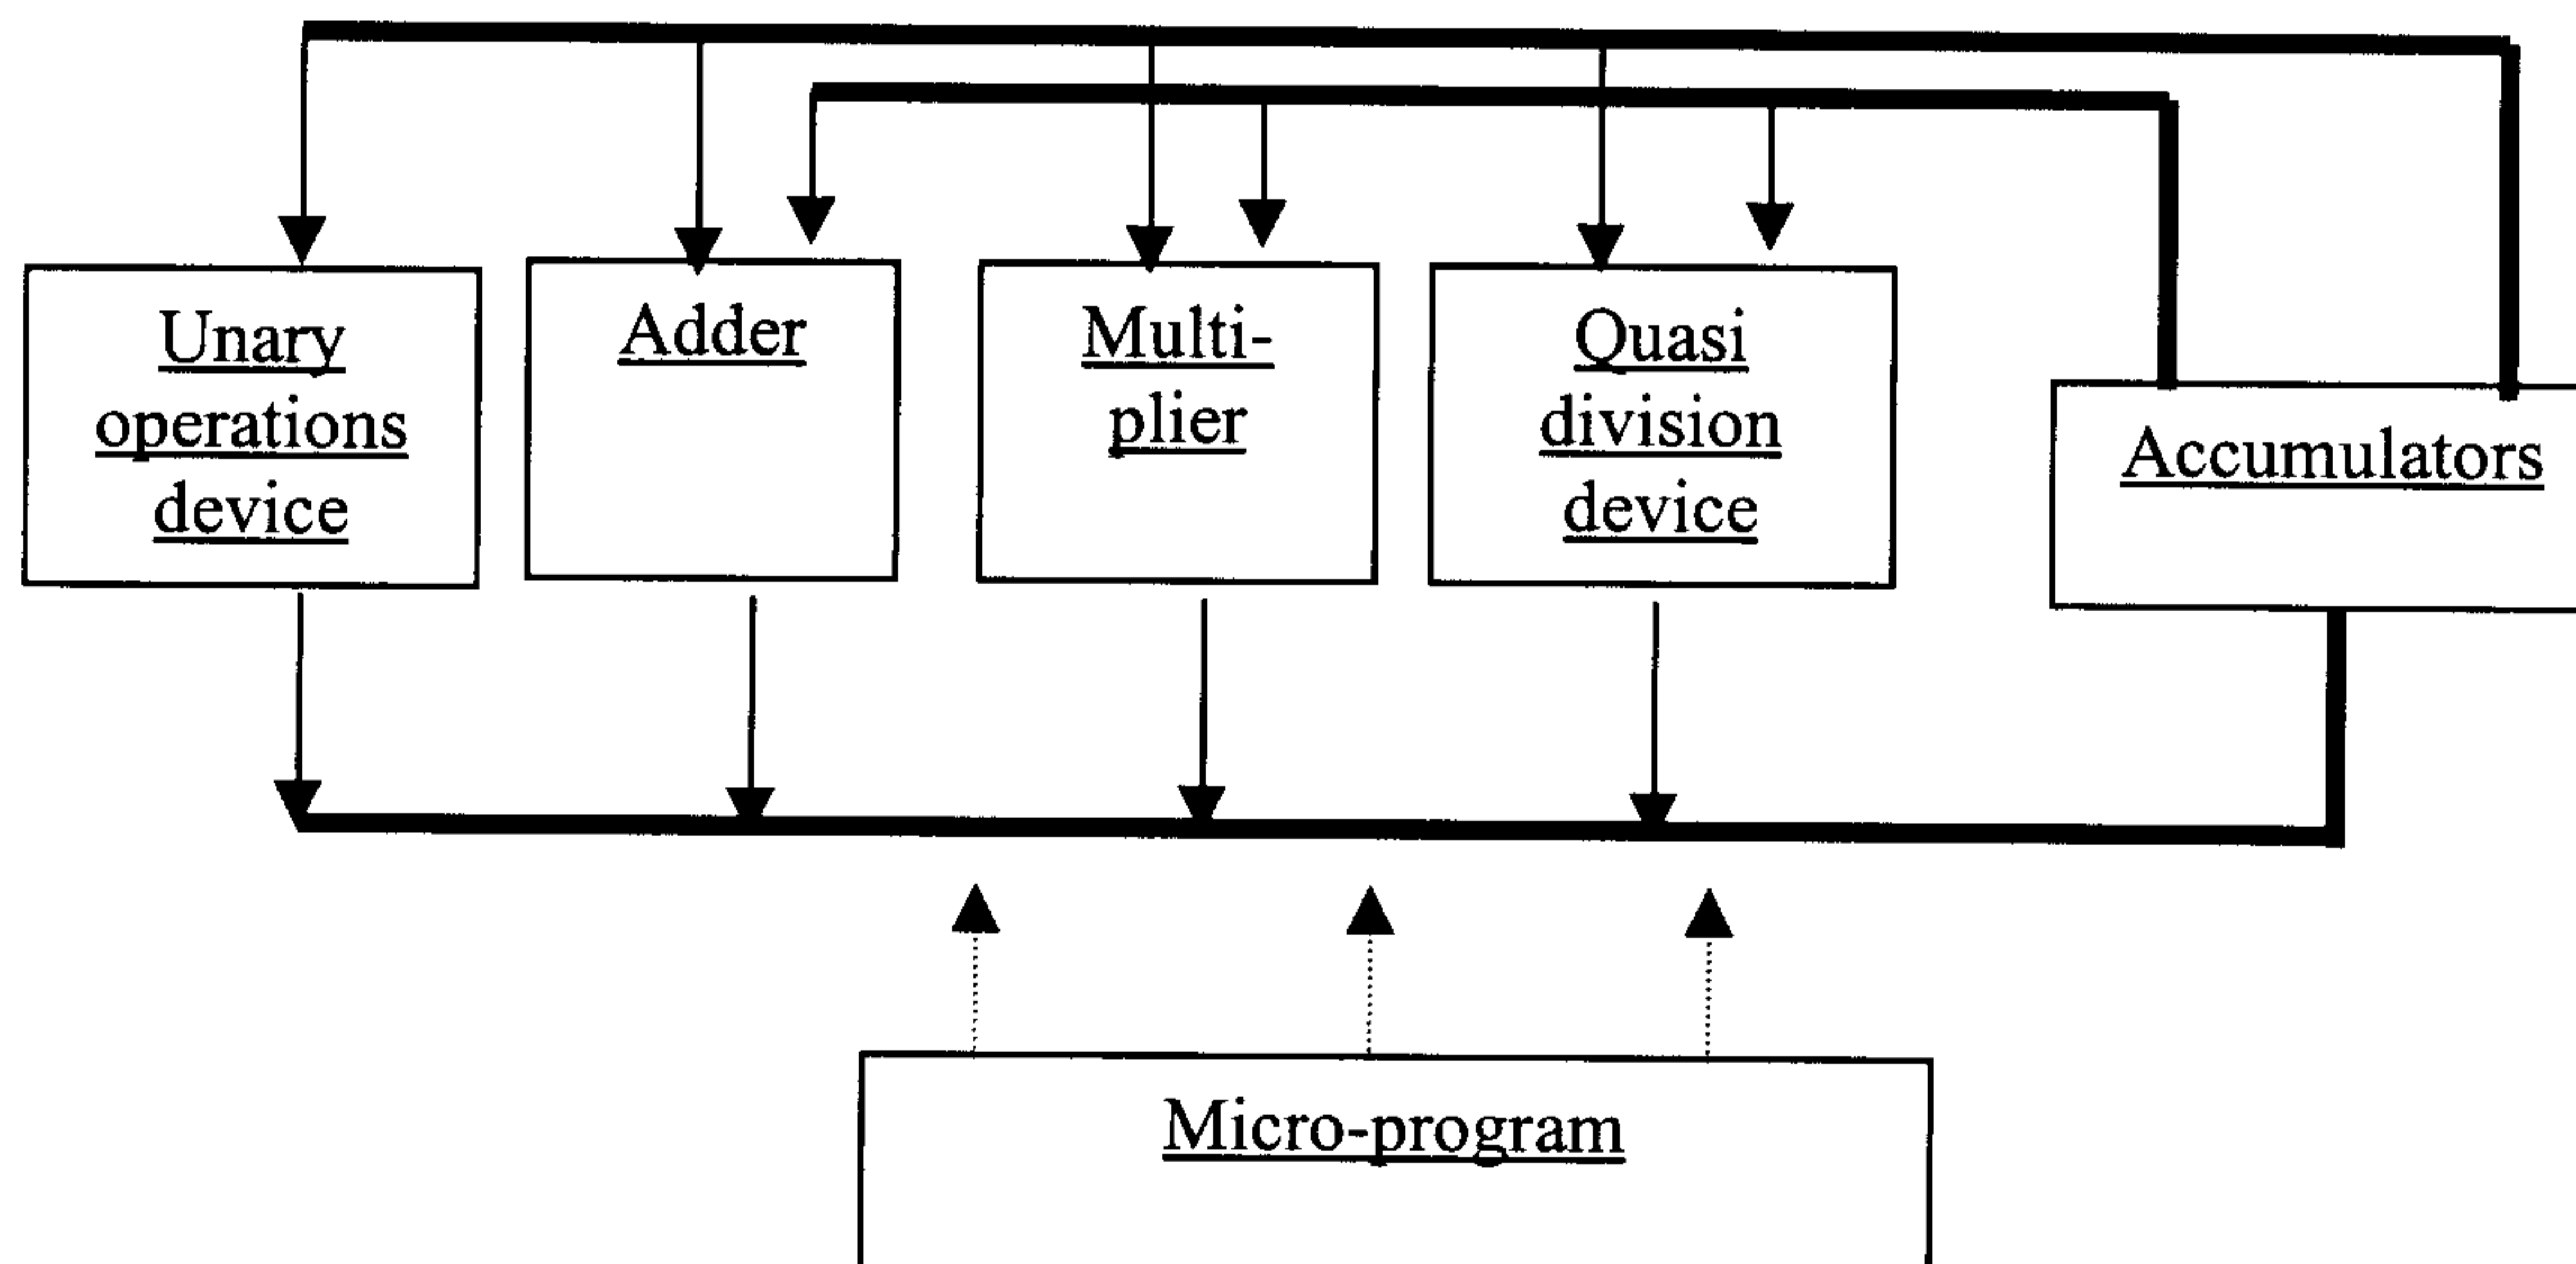 Unary
operations
device
Adder
Multi-
plier
Quasi
division
device
Accumulators
Micro-program